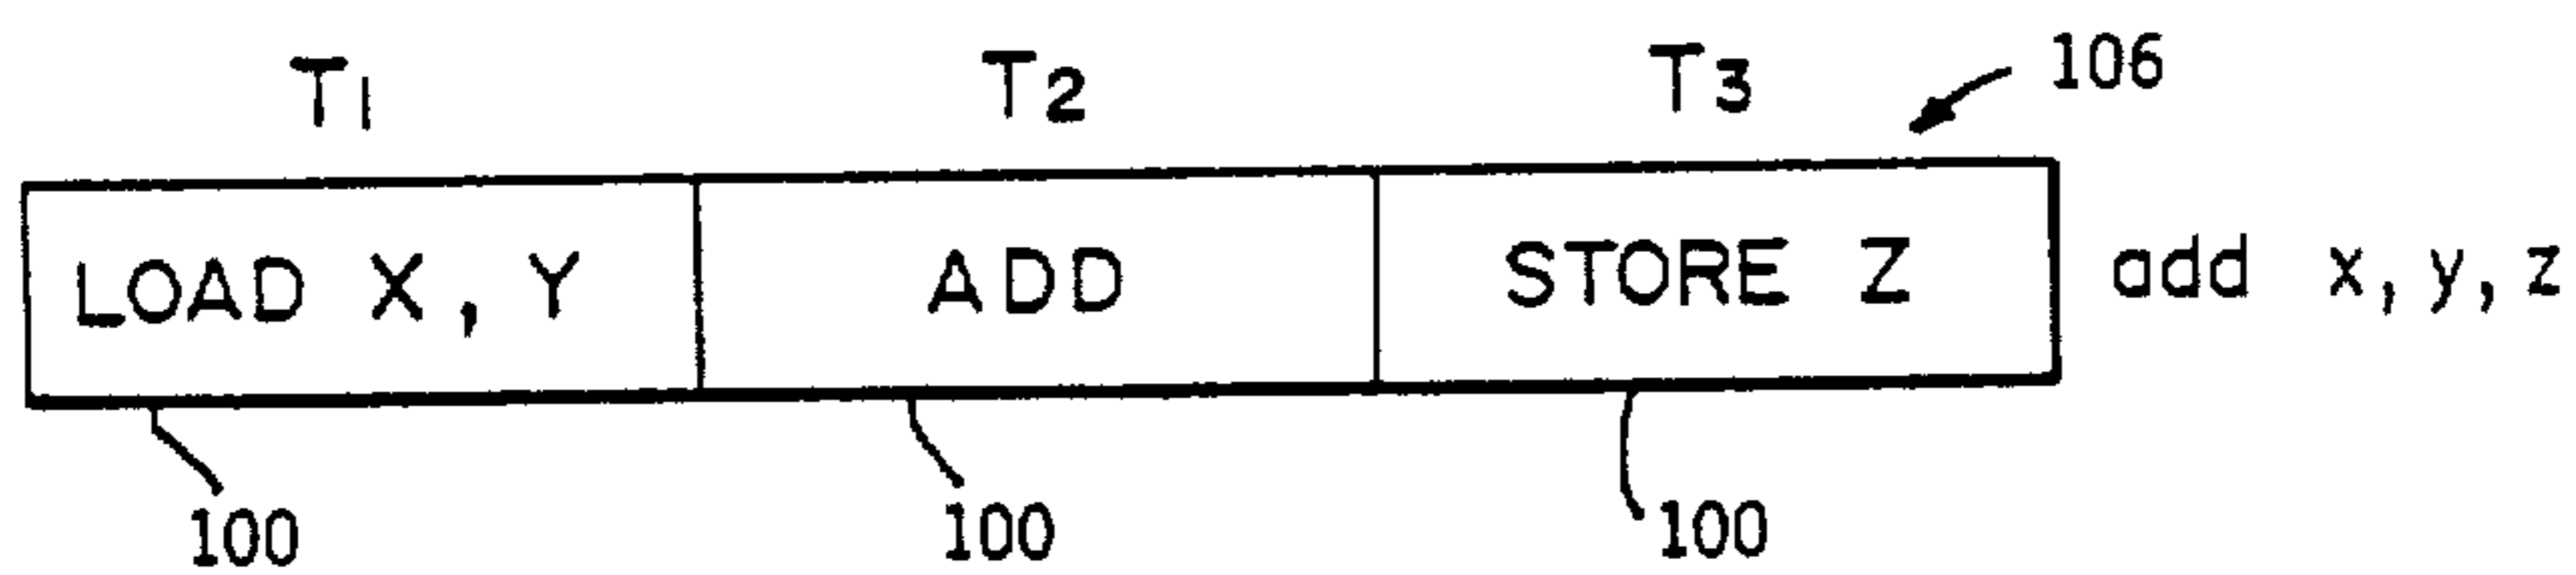 T1 T2 T3 106
LOAD X, Y ADD STORE Z add x, y, z
100 100 100